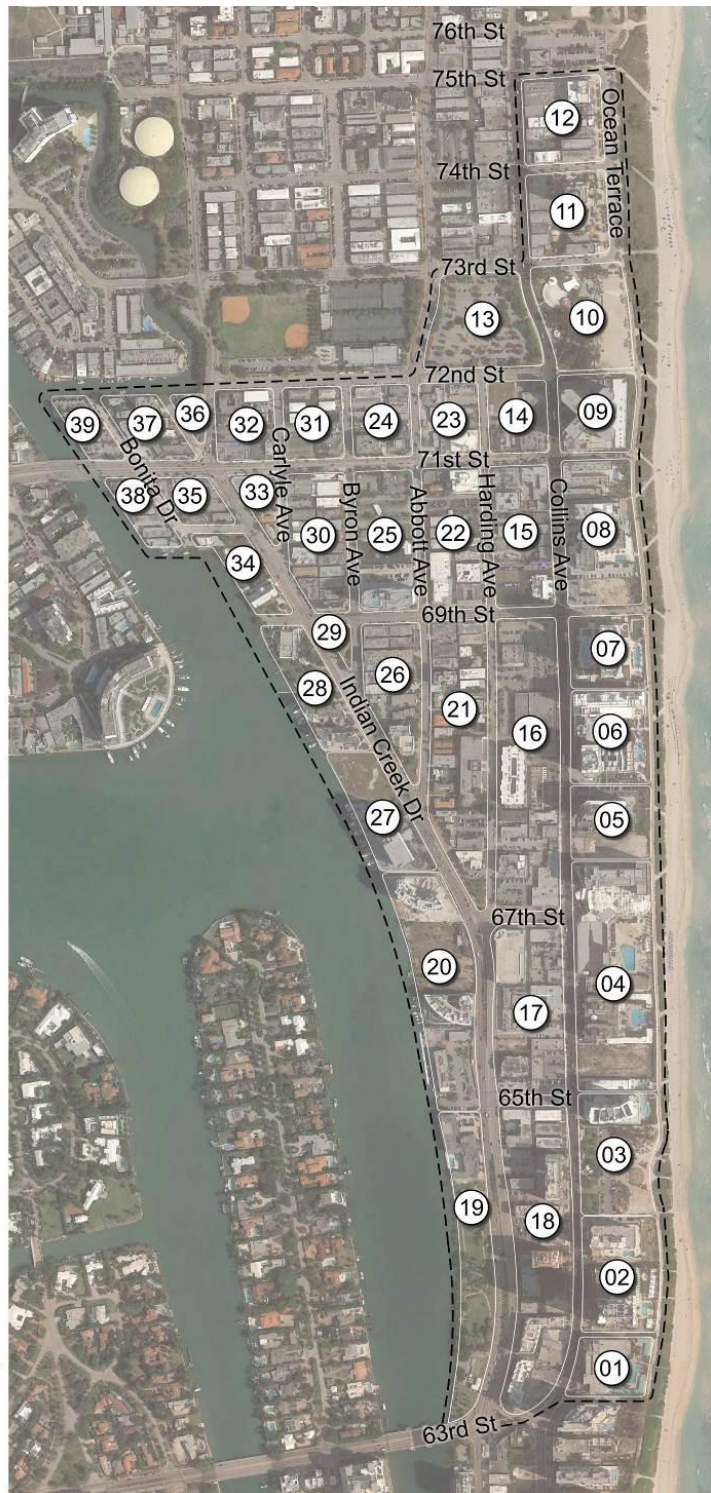 76th St
75th St
Ocean Terrace
12
74th St
11
73rd St
10
13
72nd St
39
37
36
32
31
24
23
14
09
Bonita Dr
Carlyle Ave
71st St
38
35
33
Byron Ave
Abbott Ave
Harding Ave
Collins Ave
30
25
22
15
08
34
69th St
29
07
28
26
21
16
06
Indian Creek Dr
27
05
67th St
20
17
04
65th St
03
19
18
02
01
63rd St